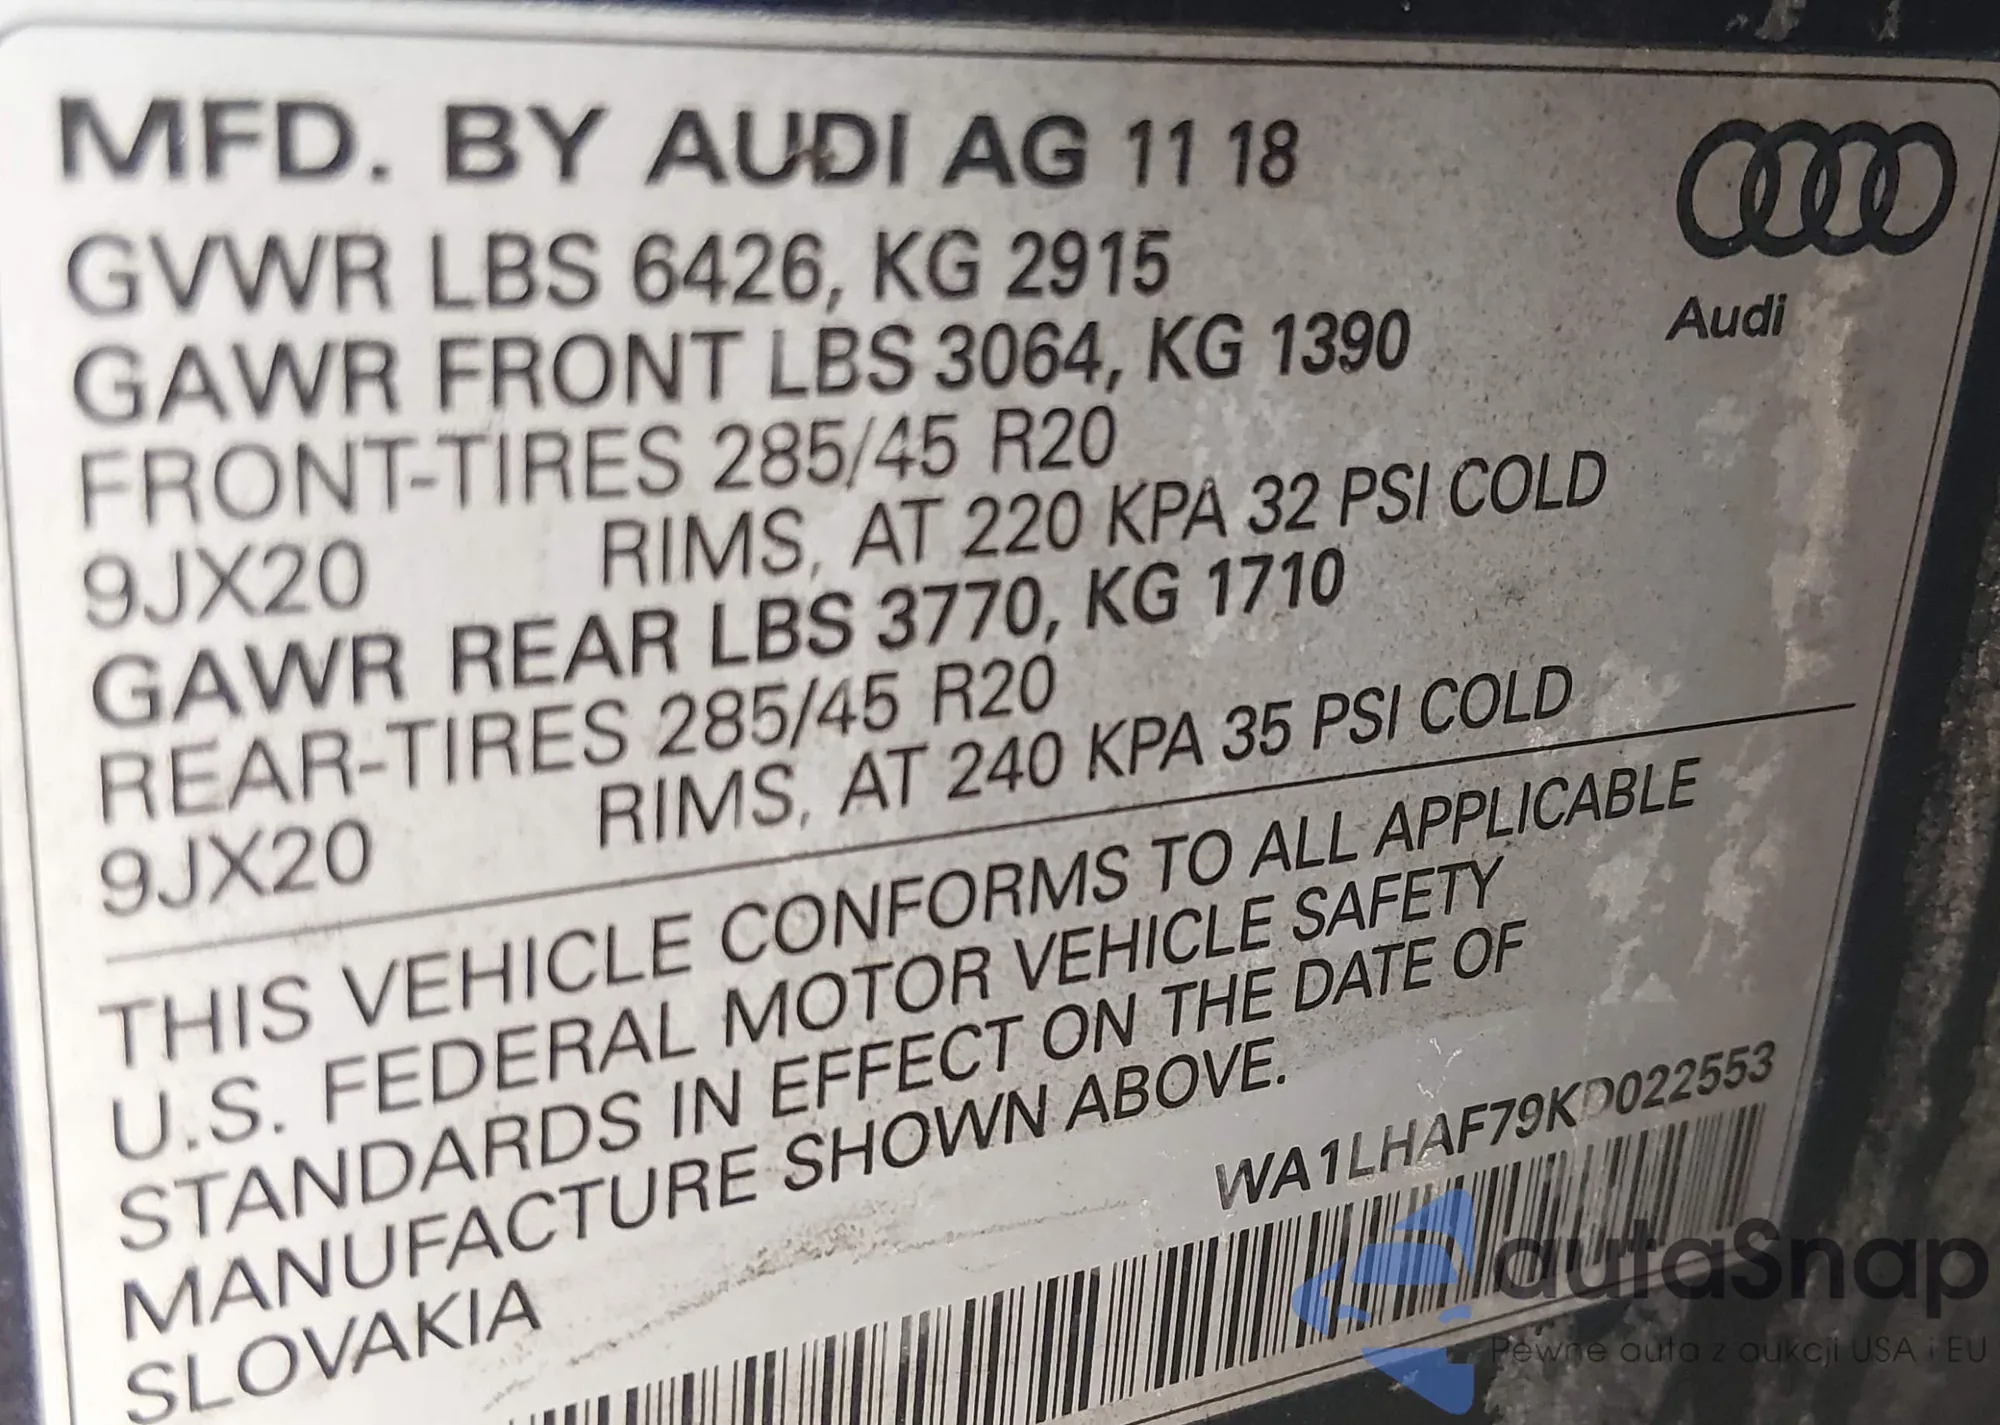 MFD. BY AUDI AG 11 18
GVWR LBS 6426, KG 2915
GAWR FRONT LBS 3064, KG 1390
FRONT-TIRES 285/45 R20
9JX20 RIMS, AT 220 KPA 32 PSI COLD
GAWR REAR LBS 3770, KG 1710
REAR-TIRES 285/45 R20
9JX20 RIMS, AT 240 KPA 35 PSI COLD
Audi
THIS VEHICLE CONFORMS TO ALL APPLICABLE
U.S. FEDERAL MOTOR VEHICLE SAFETY
STANDARDS IN EFFECT ON THE DATE OF
MANUFACTURE SHOWN ABOVE.
SLOVAKIA
WA1LHAF79KD022553
autaSnap
Pewne auta z aukcji USA i EU